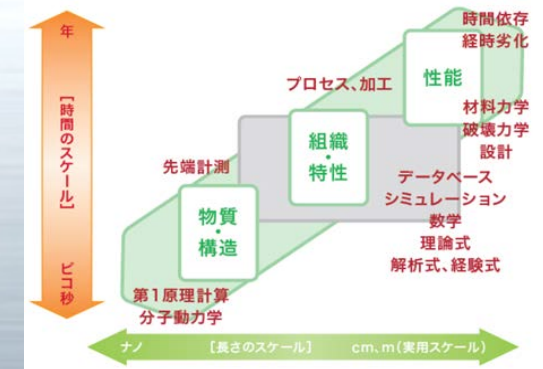 年
[時間のスケール]
ピコ秒
時間依存
経時劣化
性能
プロセス、加工
材料力学
破壊力学
設計
組織
・
特性
先端計測
データベース
シミュレーション
数学
理論式
解析式、経験式
物質
・
構造
第1原理計算
分子動力学
ナノ [長さのスケール] cm、m(実用スケール)